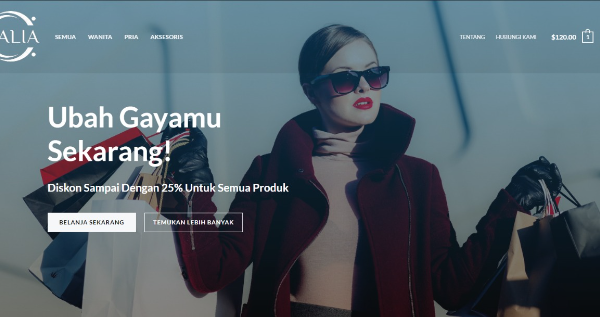 ALIA
SEMUA WANITA PRIA AKSESORIS TENTANG HUBUNGI KAMI $120.00 1
Ubah Gayamu
Sekarang!
Diskon Sampai Dengan 25% Untuk Semua Produk
BELANJA SEKARANG TEMUKAN LEBIH BANYAK